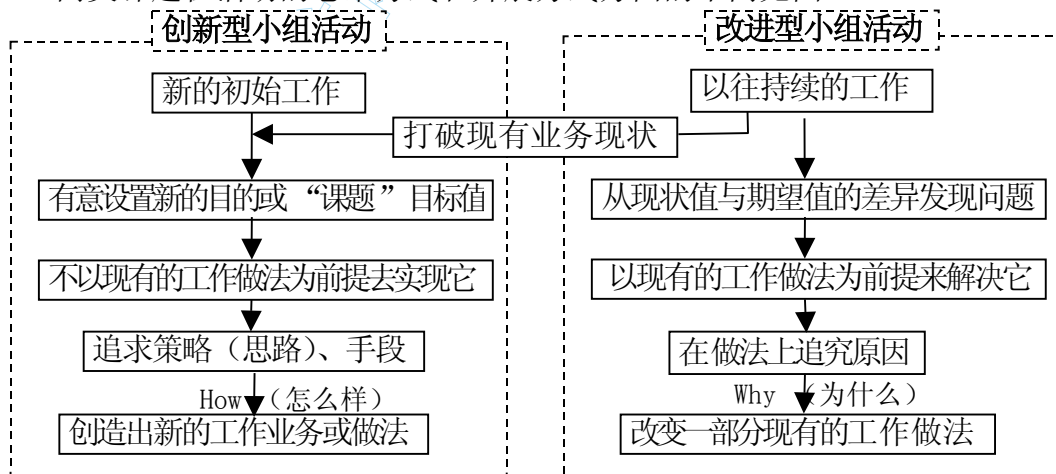 创新型小组活动
新的初始工作
有意设置新的目的或“课题”目标值
不以现有的工作做法为前提去实现它
追求策略（思路）、手段
How （怎么样）
创造出新的工作业务或做法
打破现有业务现状
改进型小组活动
以往持续的工作
从现状值与期望值的差异发现问题
以现有的工作做法为前提来解决它
在做法上追究原因
Why （为什么）
改变一部分现有的工作做法